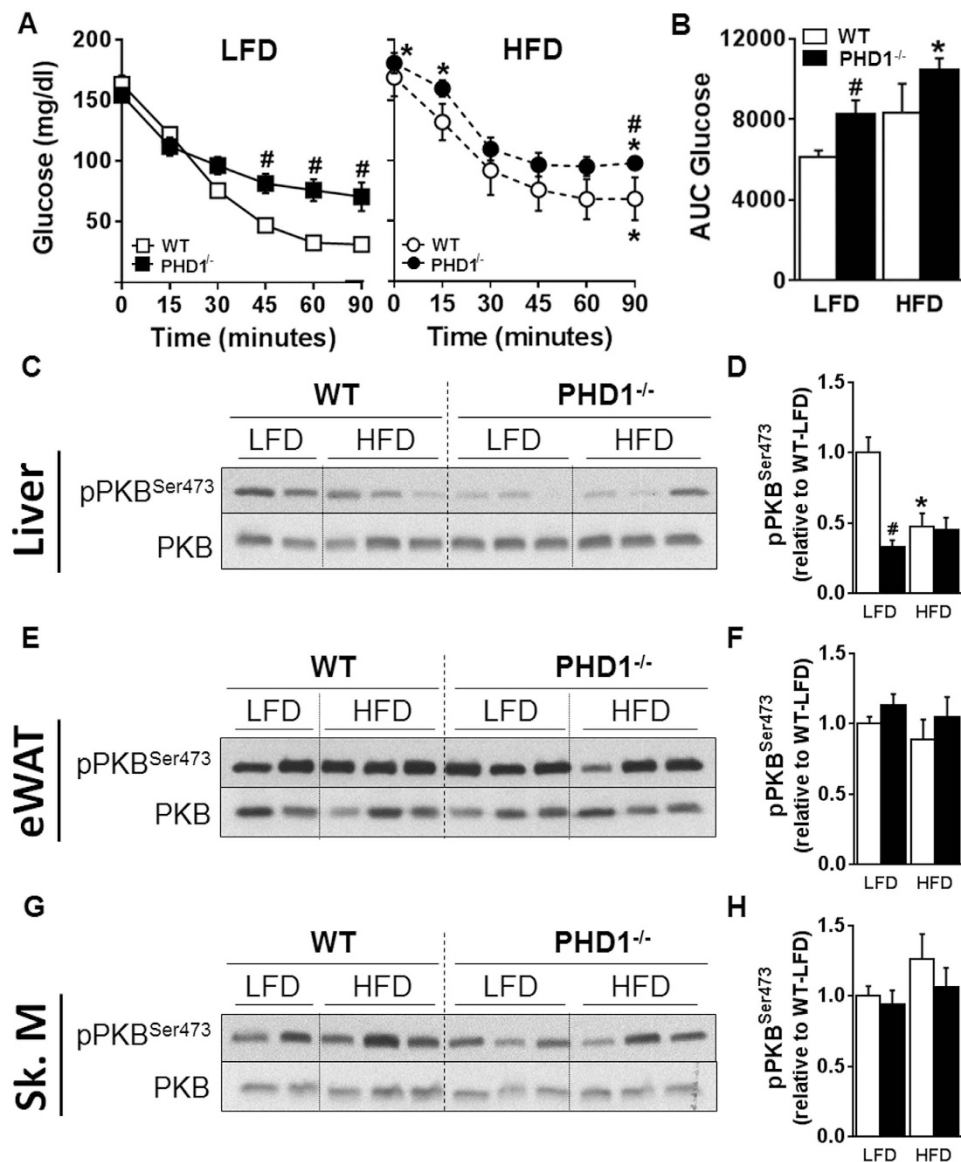 A
LFD
HFD
Glucose (mg/dl)
200
150
100
50
# # #
* * # * *
WT
PHD1/-
WT
PHD1/-
0 15 30 45 60 90
0 15 30 45 60 90
Time (minutes)
Time (minutes)
B
WT
PHD1-/-
AUC Glucose
12000
8000
4000
0
# *
LFD HFD
C
WT PHD1-/-
LFD HFD LFD HFD
Liver
pPKBSer473
PKB
D
pPKBSer473
(relative to WT-LFD)
1.5
1.0
0.5
0.0
# *
LFD HFD
E
WT PHD1-/-
LFD HFD LFD HFD
eWAT
pPKBSer473
PKB
F
pPKBSer473
(relative to WT-LFD)
1.5
1.0
0.5
0.0
LFD HFD
G
WT PHD1-/-
LFD HFD LFD HFD
Sk. M
pPKBSer473
PKB
H
pPKBSer473
(relative to WT-LFD)
1.5
1.0
0.5
0.0
LFD HFD